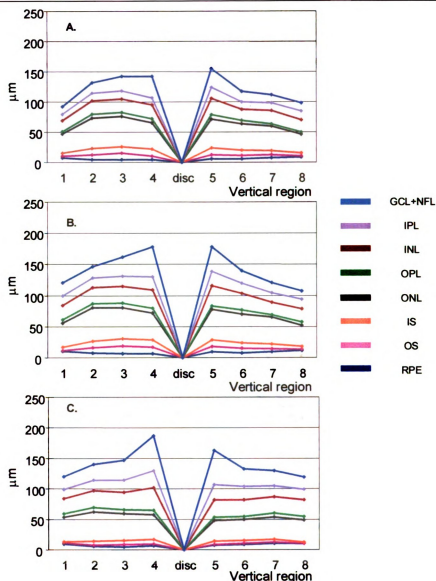 A.
250
200
150
100
50
0
μm
1 2 3 4 disc 5 6 7 8
Vertical region
B.
250
200
150
100
50
0
μm
1 2 3 4 disc 5 6 7 8
Vertical region
C.
250
200
150
100
50
0
μm
1 2 3 4 disc 5 6 7 8
Vertical region
GCL+NFL
IPL
INL
OPL
ONL
IS
OS
RPE